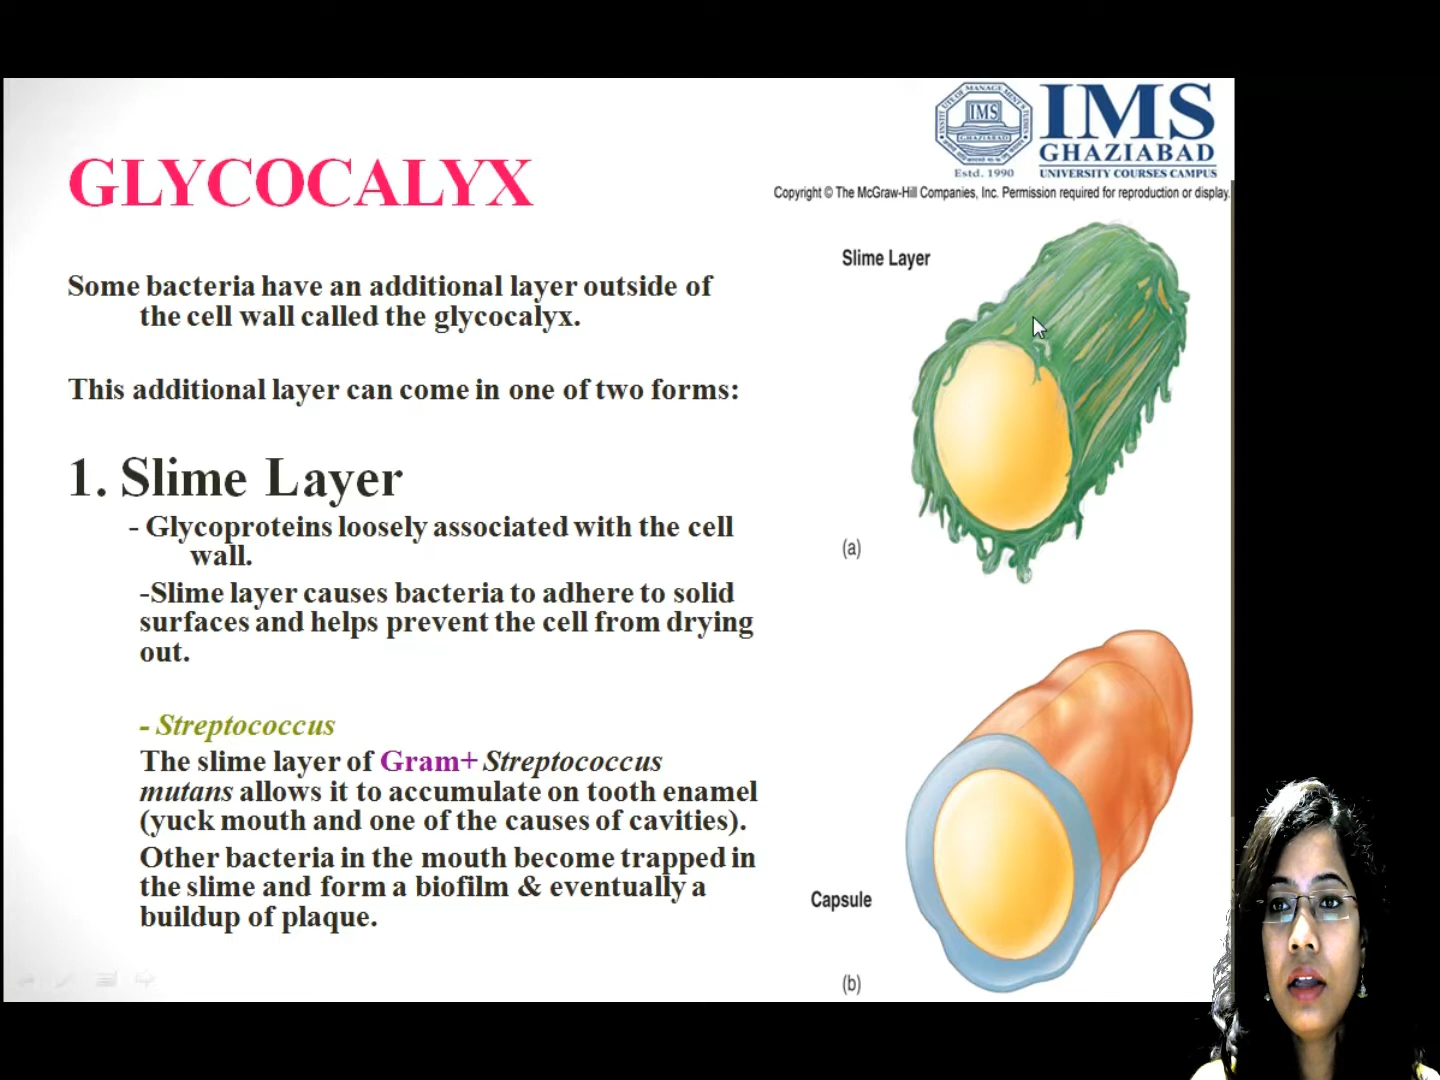 IMS
GHAZIABAD
Estd. 1990
UNIVERSITY COURSES CAMPUS
Copyright © The McGraw-Hill Companies, Inc. Permission required for reproduction or display.
GLYCOCALYX
Some bacteria have an additional layer outside of
the cell wall called the glycocalyx.
This additional layer can come in one of two forms:
1. Slime Layer
- Glycoproteins loosely associated with the cell
wall.
-Slime layer causes bacteria to adhere to solid
surfaces and helps prevent the cell from drying
out.
- Streptococcus
The slime layer of Gram+ Streptococcus
mutans allows it to accumulate on tooth enamel
(yuck mouth and one of the causes of cavities).
Other bacteria in the mouth become trapped in
the slime and form a biofilm & eventually a
buildup of plaque.
Slime Layer
(a)
Capsule
(b)